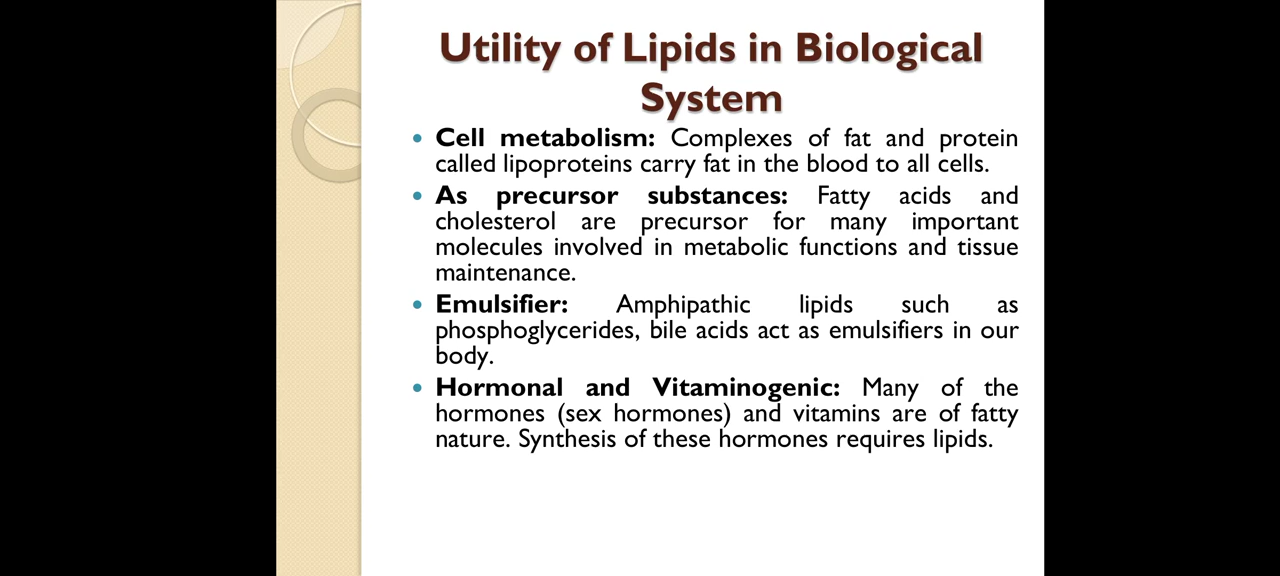 Utility of Lipids in Biological
System
• Cell metabolism: Complexes of fat and protein
called lipoproteins carry fat in the blood to all cells.
• As precursor substances: Fatty acids and
cholesterol are precursor for many important
molecules involved in metabolic functions and tissue
maintenance.
• Emulsifier: Amphipathic lipids such as
phosphoglycerides, bile acids act as emulsifiers in our
body.
• Hormonal and Vitaminogenic: Many of the
hormones (sex hormones) and vitamins are of fatty
nature. Synthesis of these hormones requires lipids.